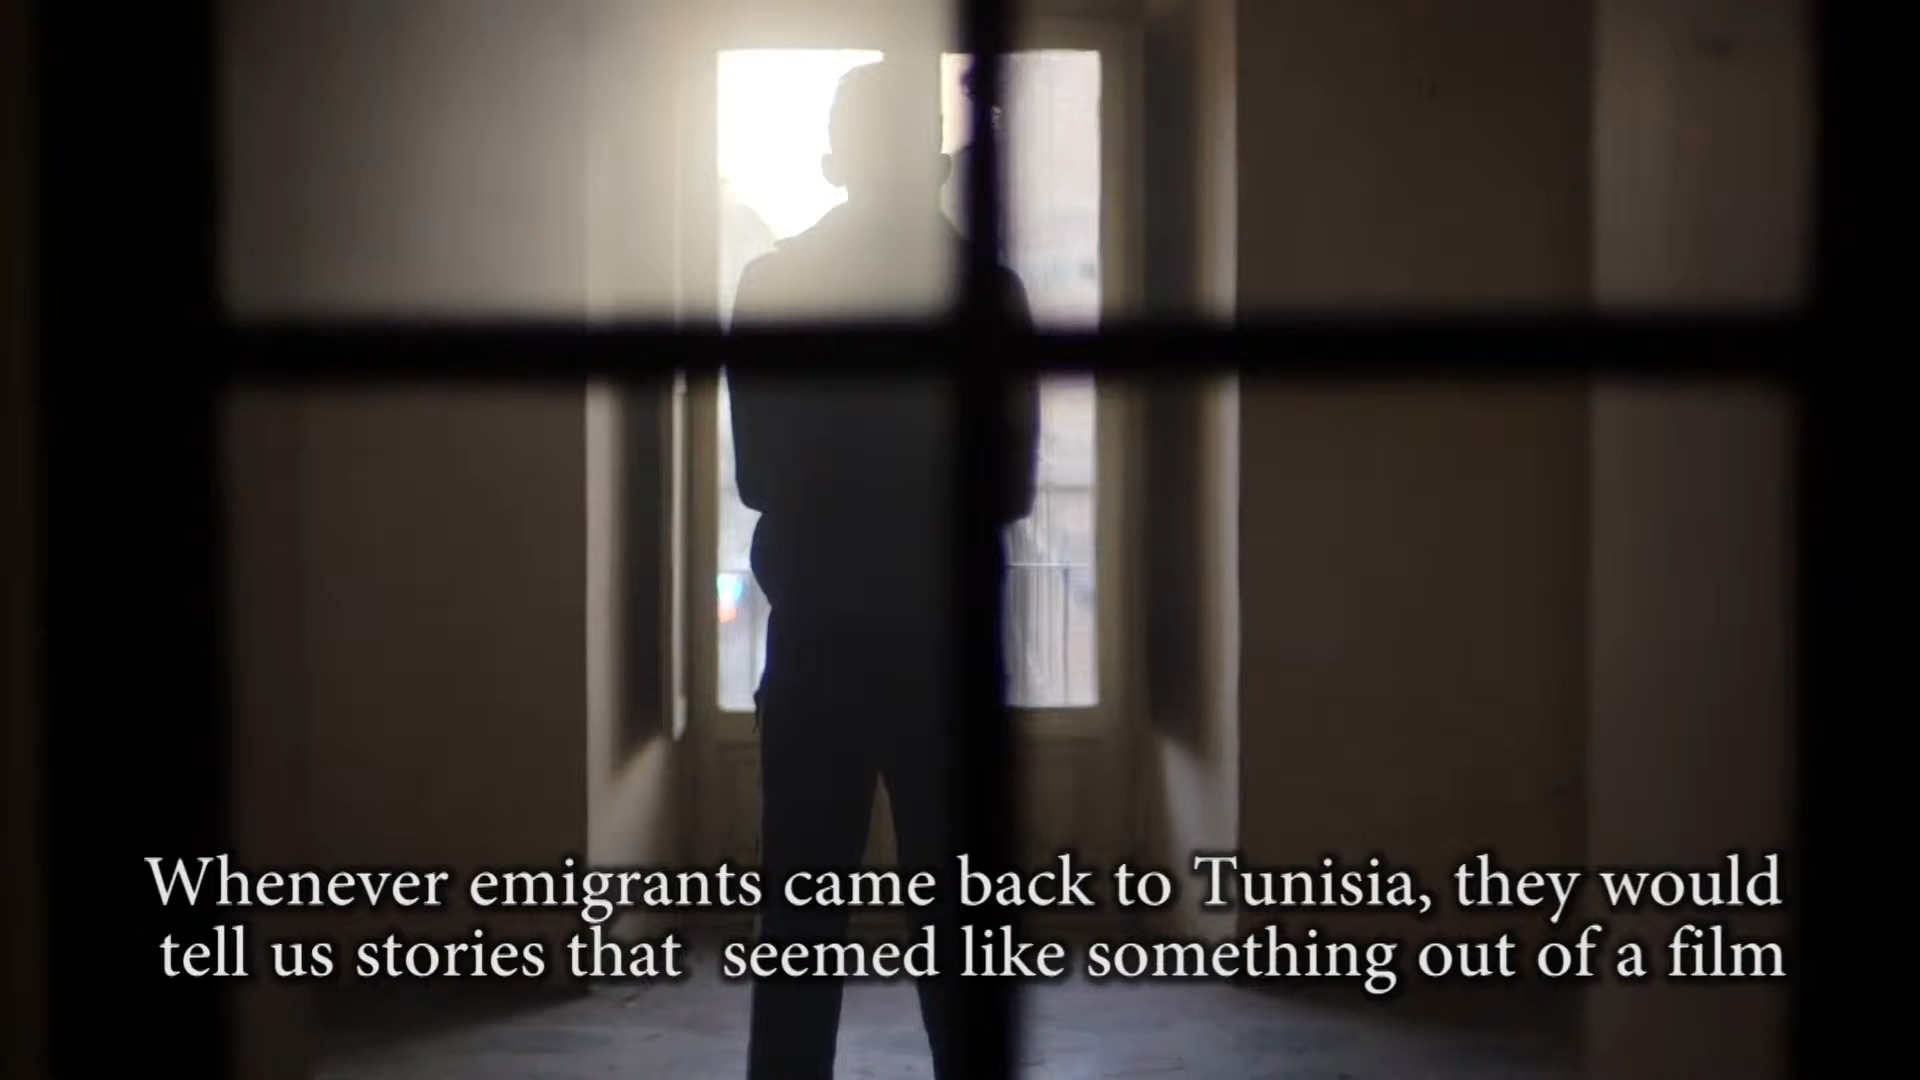 Whenever emigrants came back to Tunisia, they would
tell us stories that  seemed like something out of a film